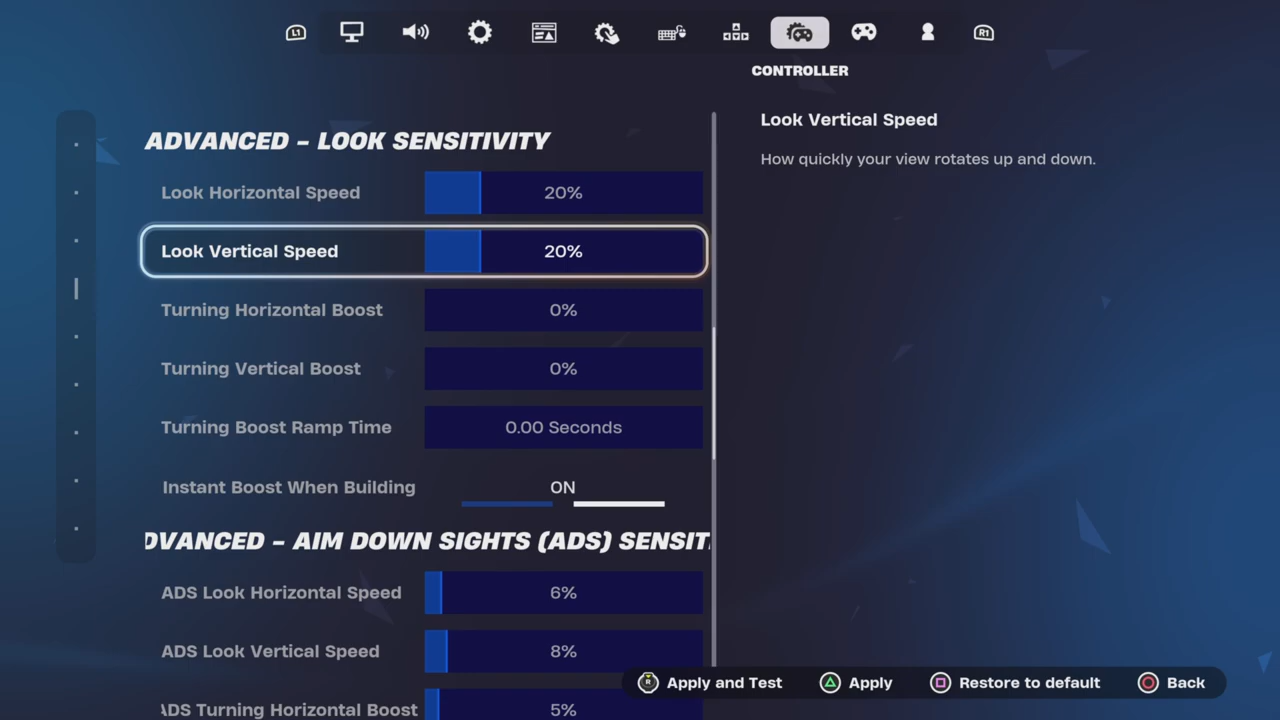 L1
R1
CONTROLLER
ADVANCED – LOOK SENSITIVITY
Look Horizontal Speed 20%
Look Vertical Speed 20%
Turning Horizontal Boost 0%
Turning Vertical Boost 0%
Turning Boost Ramp Time 0.00 Seconds
Instant Boost When Building ON
DVANCED – AIM DOWN SIGHTS (ADS) SENSIT
ADS Look Horizontal Speed 6%
ADS Look Vertical Speed 8%
ADS Turning Horizontal Boost 5%
Look Vertical Speed
How quickly your view rotates up and down.
R Apply and Test Apply Restore to default Back